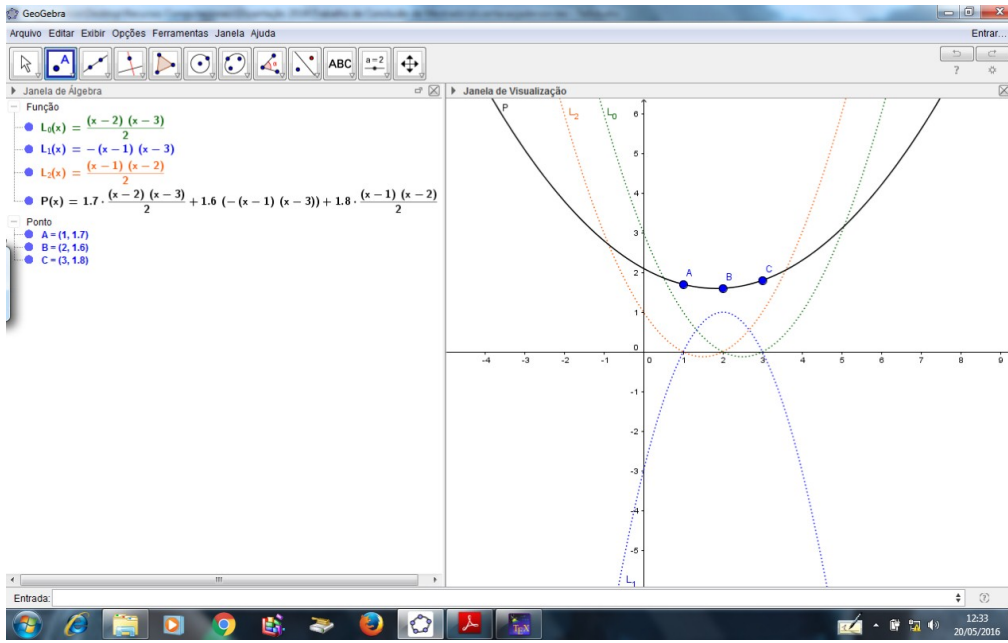 GeoGebra
Arquivo Editar Exibir Opções Ferramentas Janela Ajuda
Entrar...
A
ABC
a=2
?
Janela de Álgebra
Função
L₀(x) = (x − 2) (x − 3) / 2
L₁(x) = −(x − 1) (x − 3)
L₂(x) = (x − 1) (x − 2) / 2
P(x) = 1.7 · (x − 2) (x − 3) / 2 + 1.6 (−(x − 1) (x − 3)) + 1.8 · (x − 1) (x − 2) / 2
Ponto
A = (1, 1.7)
B = (2, 1.6)
C = (3, 1.8)
Janela de Visualização
P
L₂
L₀
6
5
4
3
2
1
0
A
B
C
-4 -3 -2 -1 0 1 2 3 4 5 6 7 8 9
-1
-2
-3
-4
-5
L₁
Entrada:
TEX
12:33
20/05/2016